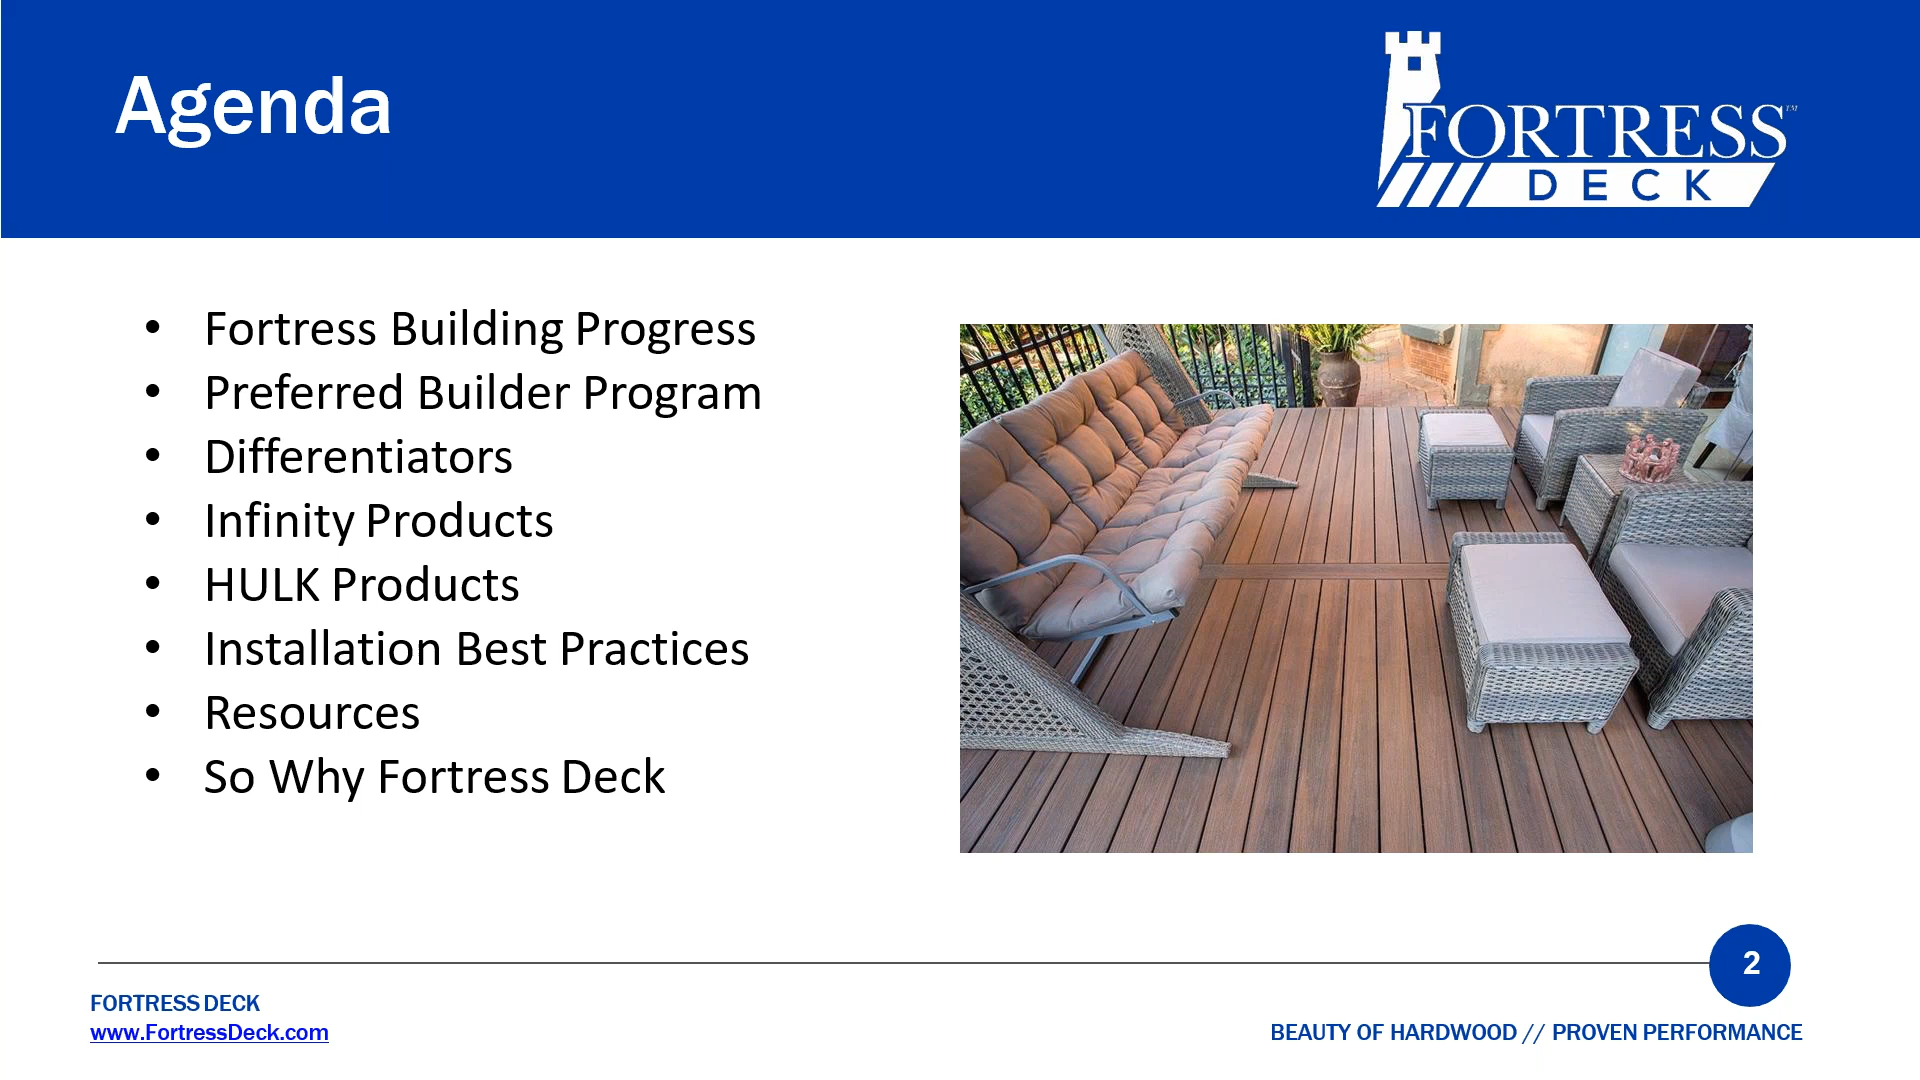 Agenda
FORTRESS™
DECK
• Fortress Building Progress
• Preferred Builder Program
• Differentiators
• Infinity Products
• HULK Products
• Installation Best Practices
• Resources
• So Why Fortress Deck
2
FORTRESS DECK
www.FortressDeck.com
BEAUTY OF HARDWOOD // PROVEN PERFORMANCE